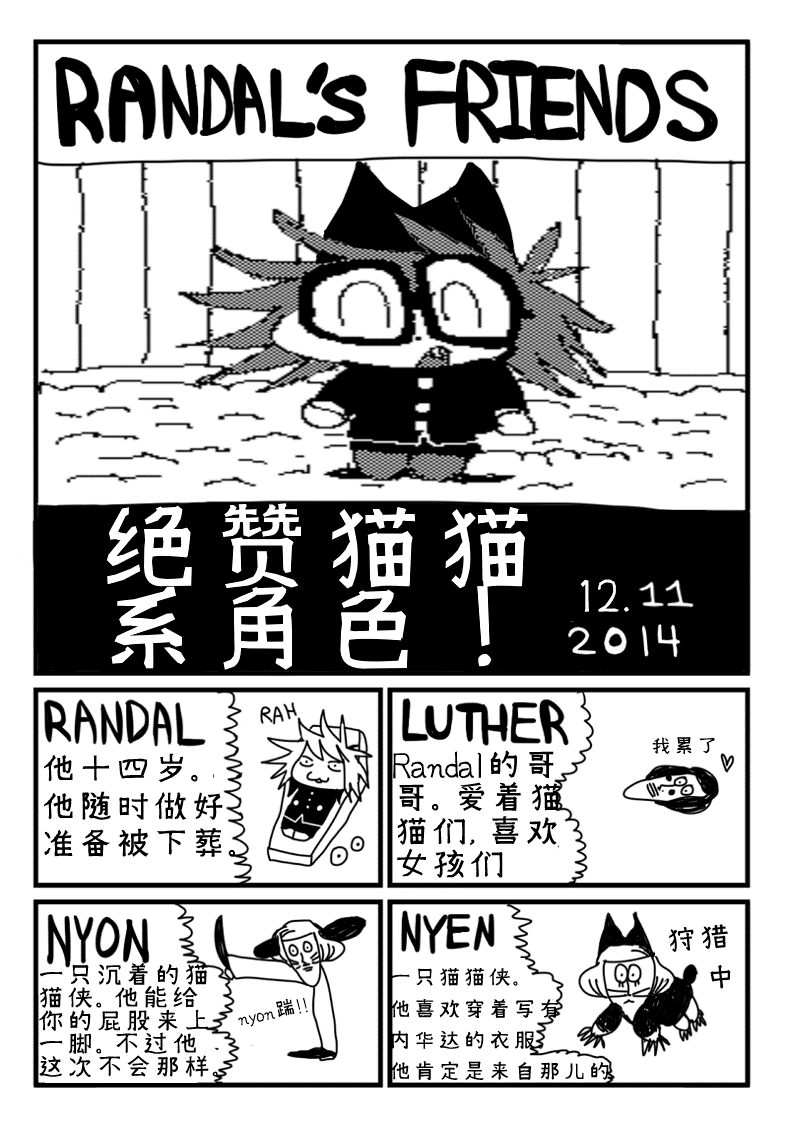 RANDAL'S FRIENDS
绝赞猫猫
系角色！
12.11
2014
RANDAL
他十四岁。
他随时做好
准备被下葬。
RAH
LUTHER
Randal的哥
哥。爱着猫
猫们，喜欢
女孩们
我累了
NYON
一只沉着的猫
猫侠。他能给
你的屁股来上
一脚。不过他
这次不会那样。
nyon踹!!
NYEN
一只猫猫侠。
他喜欢穿着写有
内华达的衣服，
他肯定是来自那儿的
狩猎
中